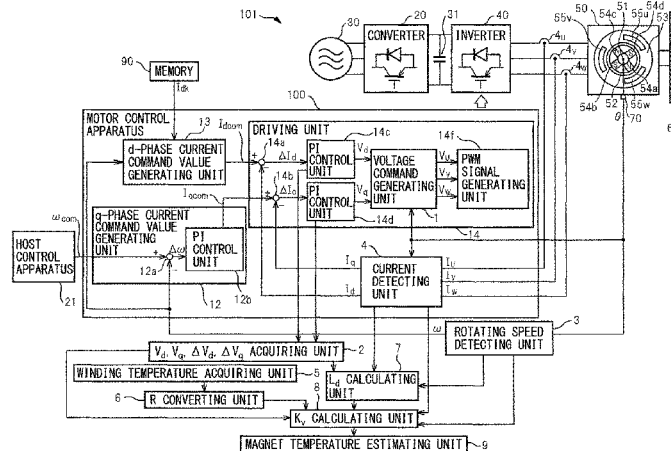 101
80
20
31
40
CONVERTER
INVERTER
4u
4v
4w
50
54c
51
54d
55u
53
55v
54b
52
55w
54a
θ
70
6
90
MEMORY
Idk
100
MOTOR CONTROL APPARATUS
13
d-PHASE CURRENT COMMAND VALUE GENERATING UNIT
Idcom
DRIVING UNIT
14a
ΔId
14c
PI CONTROL UNIT
Vd
14b
ΔIq
PI CONTROL UNIT
Vq
14d
VOLTAGE COMMAND GENERATING UNIT
1
Vu
Vv
Vw
14f
PWM SIGNAL GENERATING UNIT
14
Iqcom
q-PHASE CURRENT COMMAND VALUE GENERATING UNIT
ωcom
Δω
12a
PI CONTROL UNIT
12b
12
HOST CONTROL APPARATUS
21
4
CURRENT DETECTING UNIT
Iq
Id
Iu
Iv
Iw
ω
ROTATING SPEED DETECTING UNIT
3
Vd, Vq, ΔVd, ΔVq ACQUIRING UNIT
2
WINDING TEMPERATURE ACQUIRING UNIT
5
7
Ld CALCULATING UNIT
6
R CONVERTING UNIT
8
Kv CALCULATING UNIT
MAGNET TEMPERATURE ESTIMATING UNIT
9